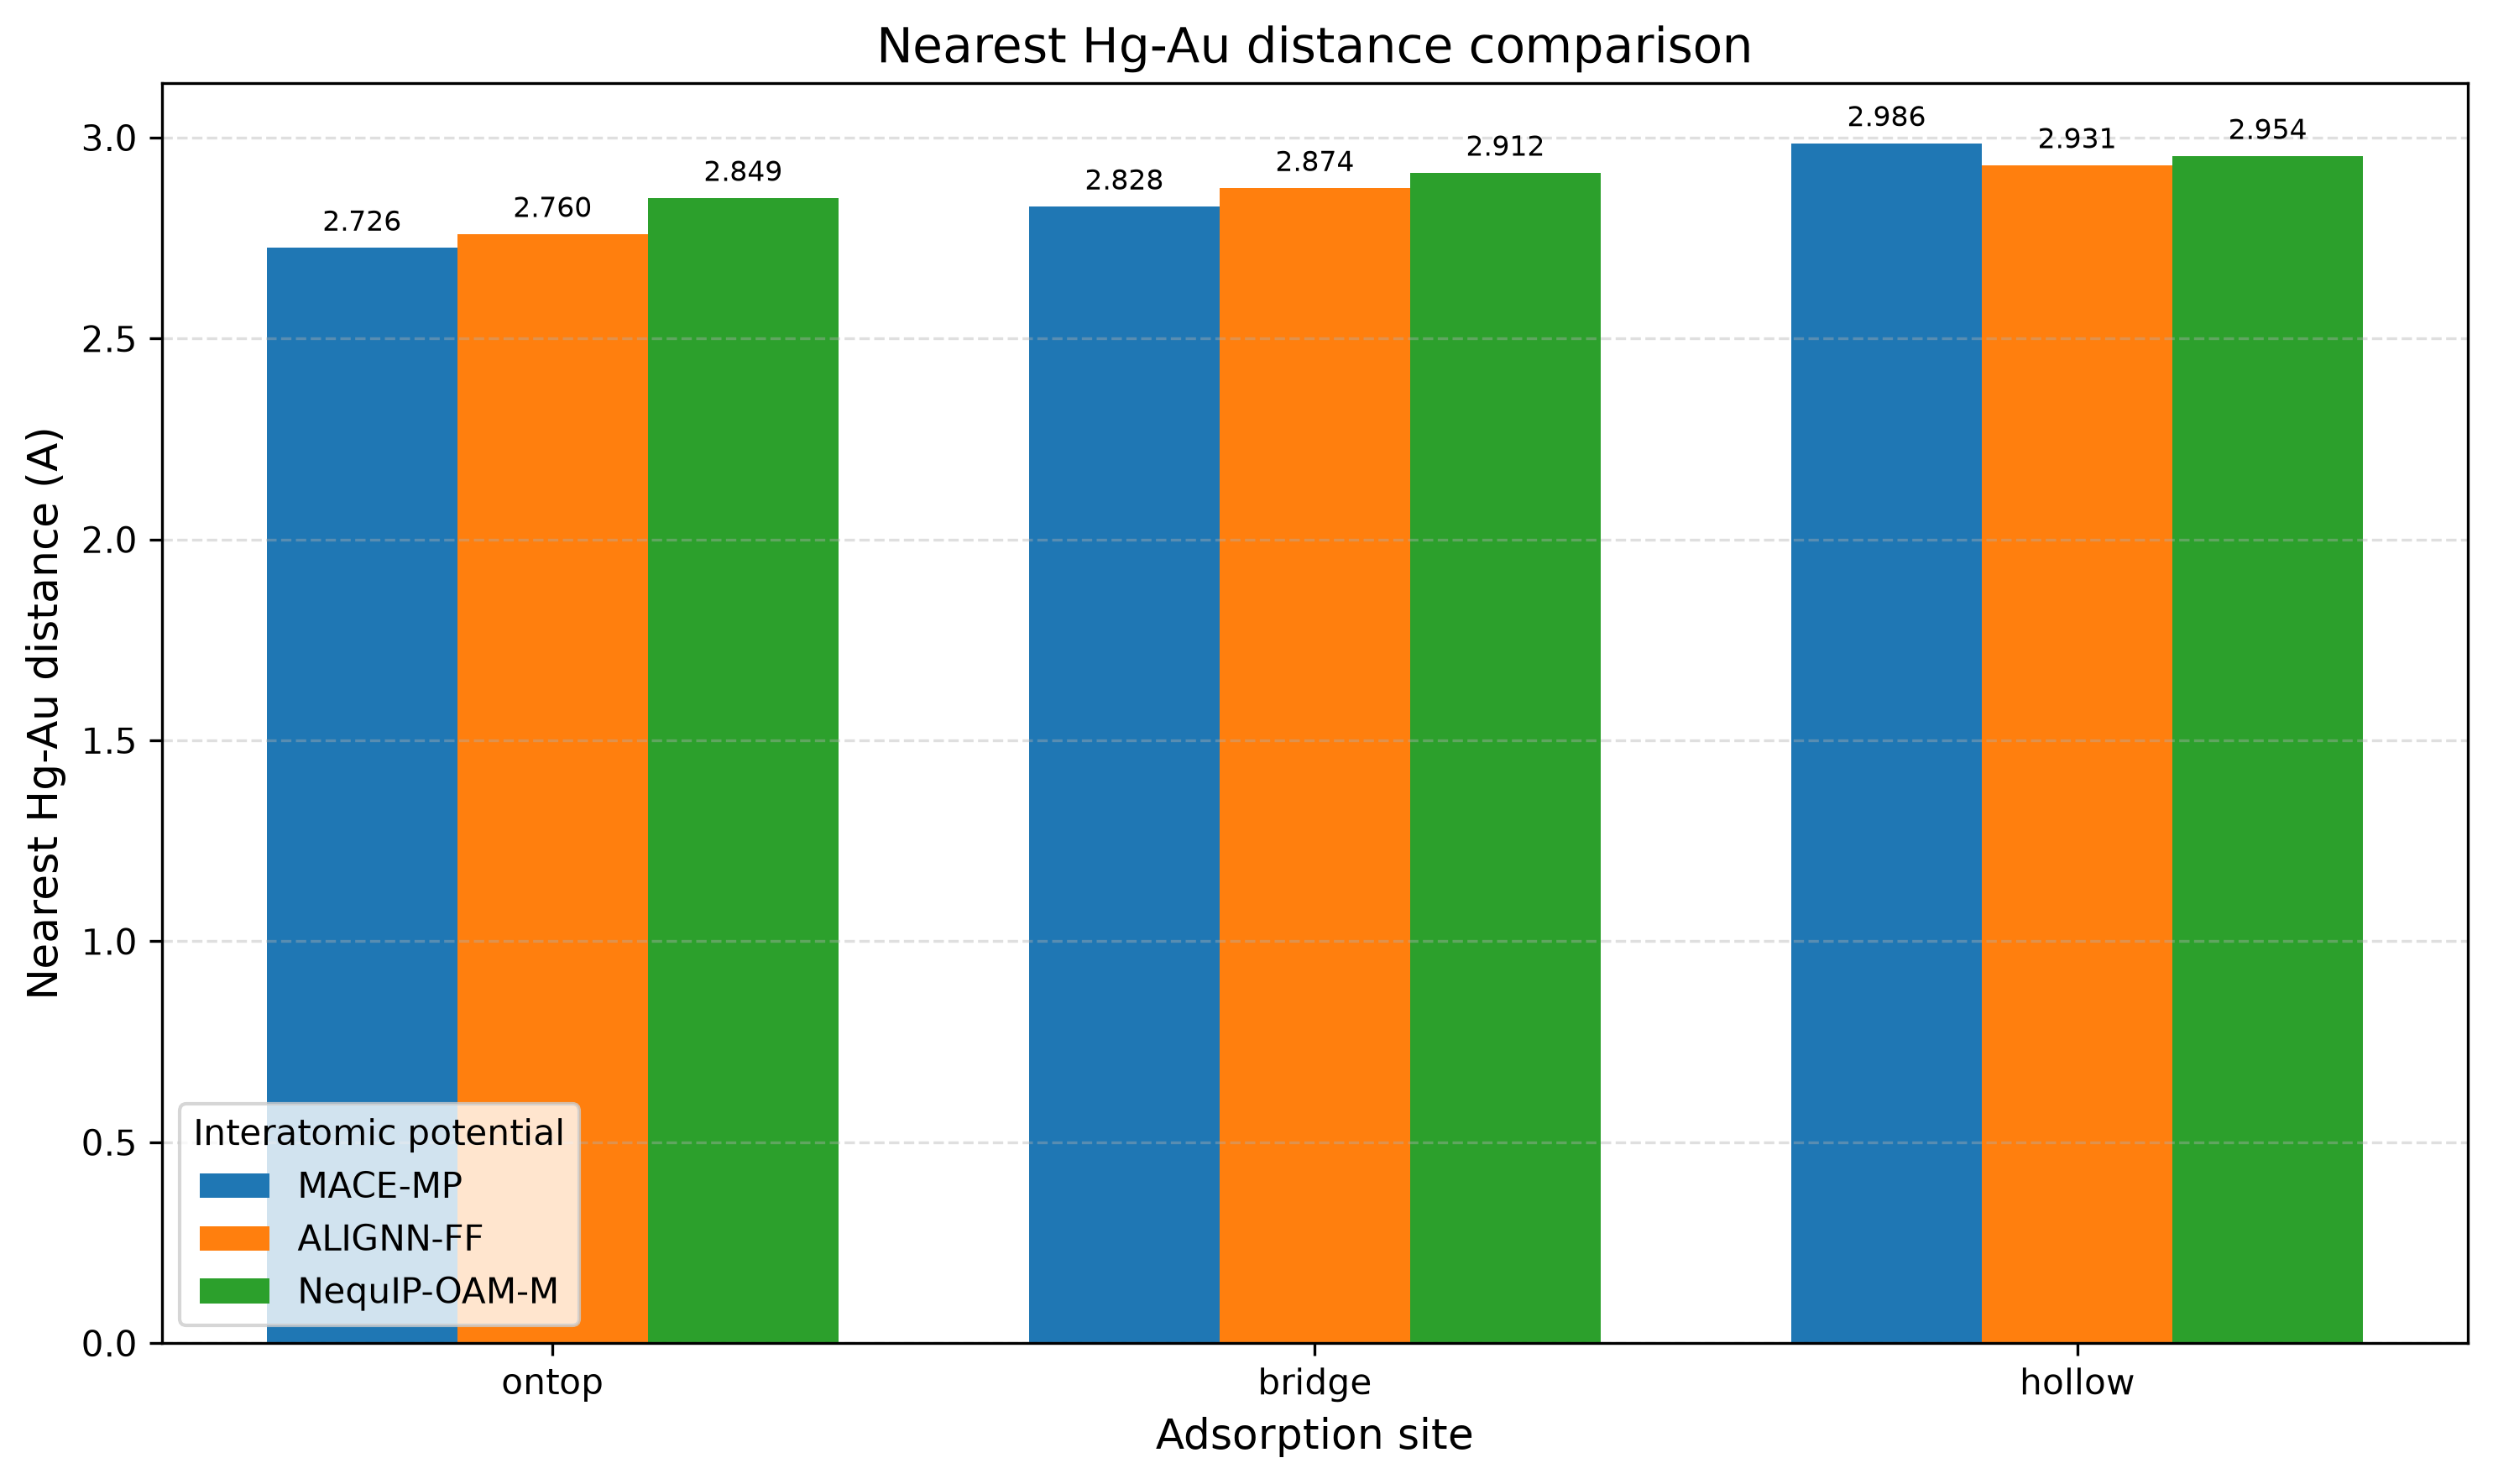 Nearest Hg-Au distance comparison
Nearest Hg-Au distance (A)
3.0
2.5
2.0
1.5
1.0
0.5
0.0
2.726
2.760
2.849
2.828
2.874
2.912
2.986
2.931
2.954
Interatomic potential
MACE-MP
ALIGNN-FF
NequIP-OAM-M
ontop
bridge
hollow
Adsorption site